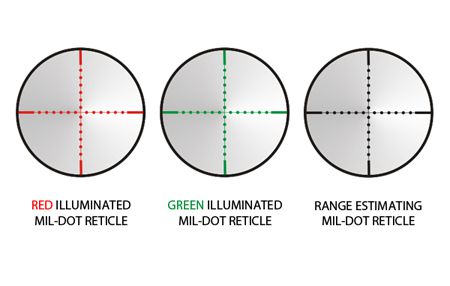 RED ILLUMINATED
MIL-DOT RETICLE
GREEN ILLUMINATED
MIL-DOT RETICLE
RANGE ESTIMATING
MIL-DOT RETICLE